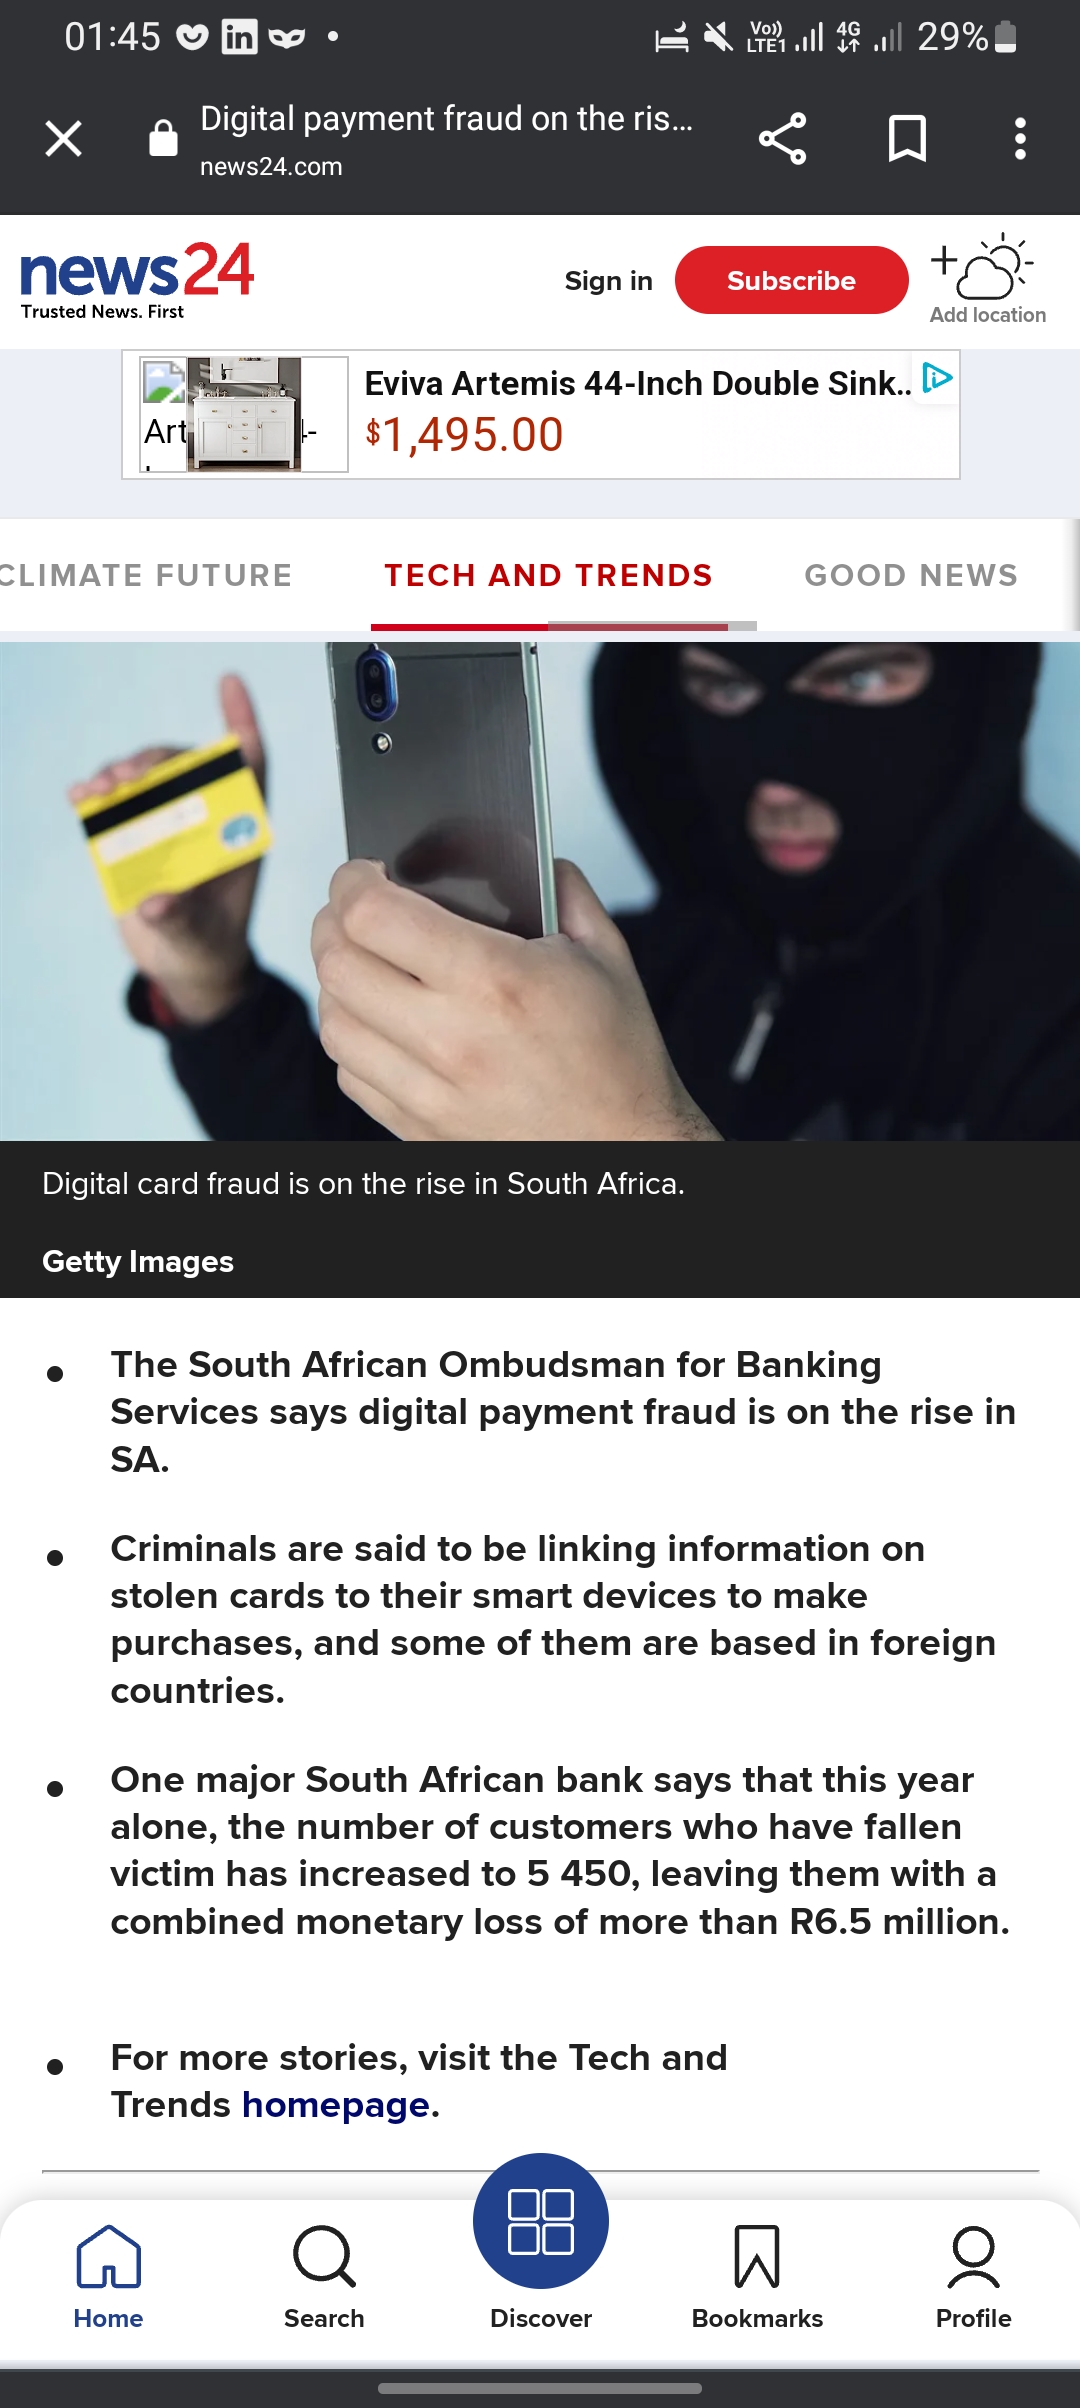 01:45
Vo))
LTE1
4G
29%
Digital payment fraud on the ris...
news24.com
news24
Trusted News. First
Sign in
Subscribe
Add location
Art
Eviva Artemis 44-Inch Double Sink..
$1,495.00
CLIMATE FUTURE
TECH AND TRENDS
GOOD NEWS
Digital card fraud is on the rise in South Africa.
Getty Images
• The South African Ombudsman for Banking
Services says digital payment fraud is on the rise in
SA.
• Criminals are said to be linking information on
stolen cards to their smart devices to make
purchases, and some of them are based in foreign
countries.
• One major South African bank says that this year
alone, the number of customers who have fallen
victim has increased to 5 450, leaving them with a
combined monetary loss of more than R6.5 million.
• For more stories, visit the Tech and
Trends homepage.
Home
Search
Discover
Bookmarks
Profile